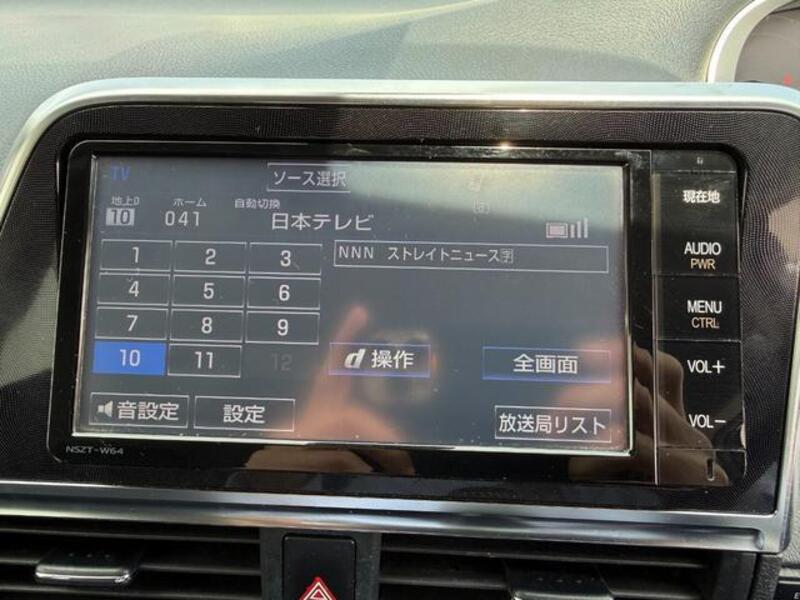 TV
ソース選択
地上D ホーム 自動切換
10 041 日本テレビ
1 2 3
NNN ストレイトニュース字
4 5 6
7 8 9
10 11 12
d 操作
全画面
音設定 設定
放送局リスト
NSZT-W64
現在地
AUDIO
PWR
MENU
CTRL
VOL+
VOL-